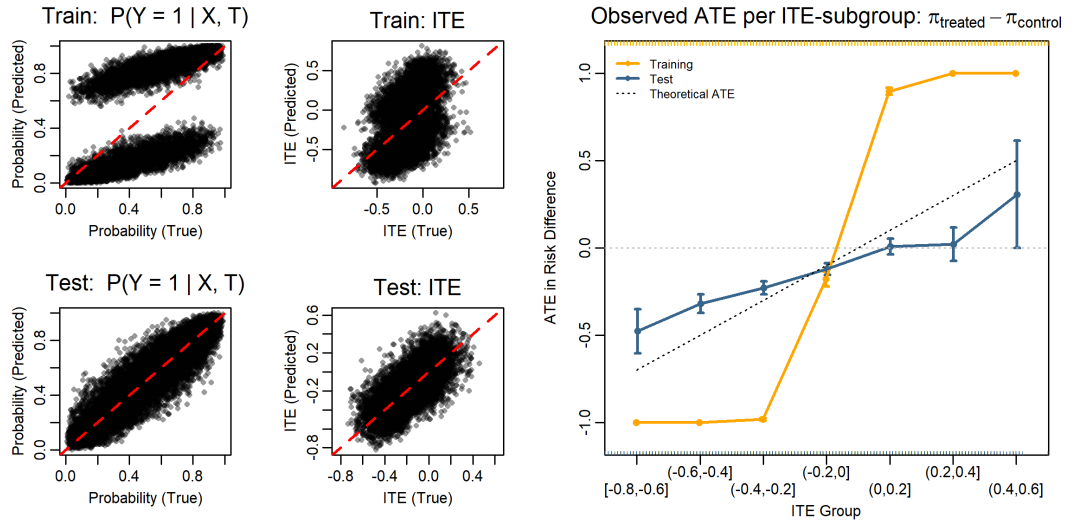 Train: P(Y = 1 | X, T)
Probability (Predicted)
0.0 0.4 0.8
0.0 0.4 0.8
Probability (True)
Train: ITE
ITE (Predicted)
-0.5 0.0 0.5
-0.5 0.0 0.5
ITE (True)
Test: P(Y = 1 | X, T)
Probability (Predicted)
0.0 0.4 0.8
0.0 0.4 0.8
Probability (True)
Test: ITE
ITE (Predicted)
-0.8 -0.2 0.2 0.6
-0.8 -0.4 0.0 0.4
ITE (True)
Observed ATE per ITE-subgroup: πtreated − πcontrol
Training
Test
Theoretical ATE
ATE in Risk Difference
1.0
0.5
0.0
-0.5
-1.0
(-0.6,-0.4] (-0.2,0] (0.2,0.4]
[-0.8,-0.6] (-0.4,-0.2] (0,0.2] (0.4,0.6]
ITE Group